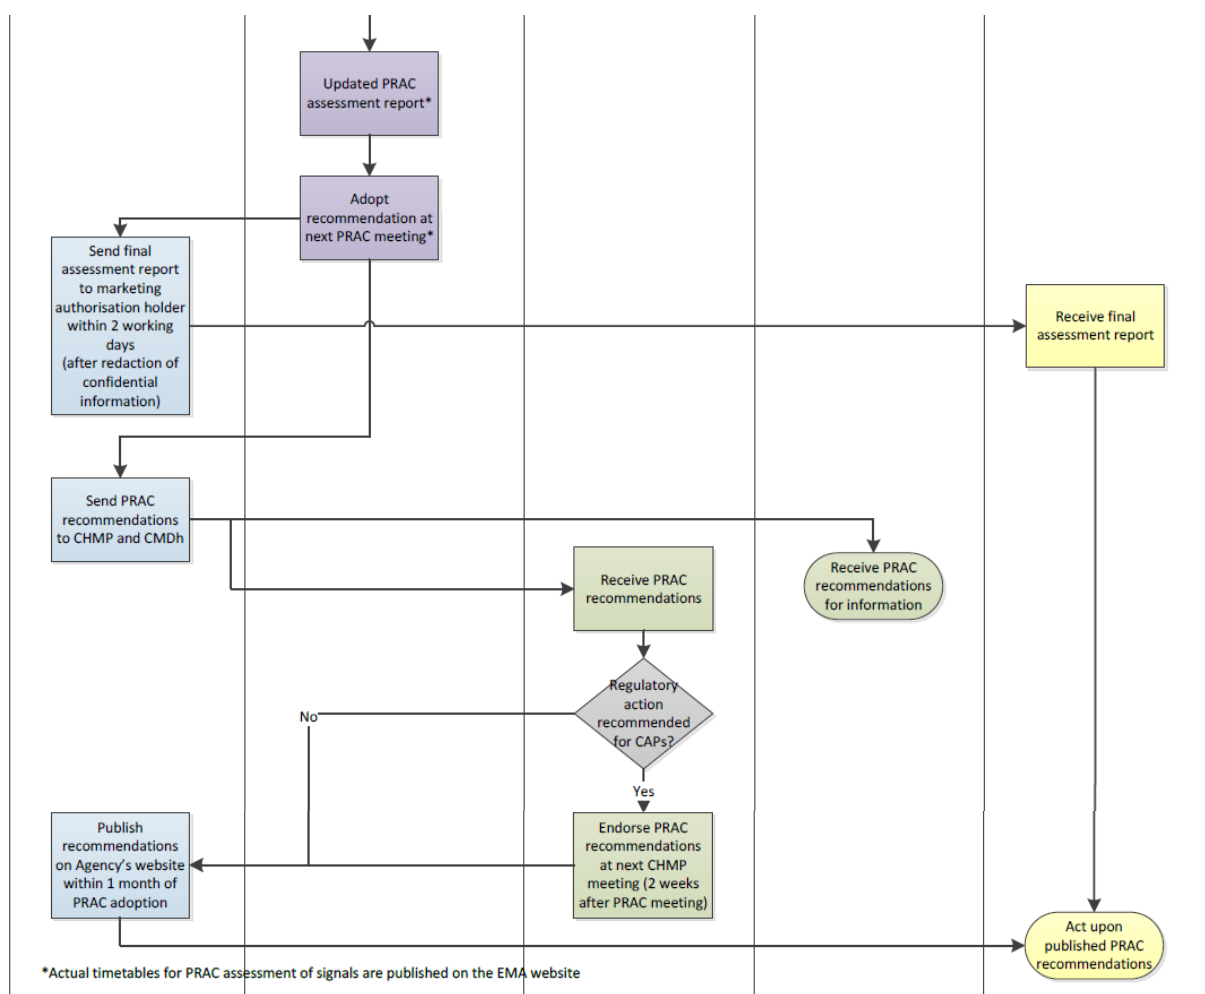 Updated PRAC
assessment report*
Adopt
recommendation at
next PRAC meeting*
Send final
assessment report
to marketing
authorisation holder
within 2 working
days
(after redaction of
confidential
information)
Receive final
assessment report
Send PRAC
recommendations
to CHMP and CMDh
Receive PRAC
recommendations
Receive PRAC
recommendations
for information
Regulatory
action
recommended
for CAPs?
No
Yes
Publish
recommendations
on Agency's website
within 1 month of
PRAC adoption
Endorse PRAC
recommendations
at next CHMP
meeting (2 weeks
after PRAC meeting)
Act upon
published PRAC
recommendations
*Actual timetables for PRAC assessment of signals are published on the EMA website